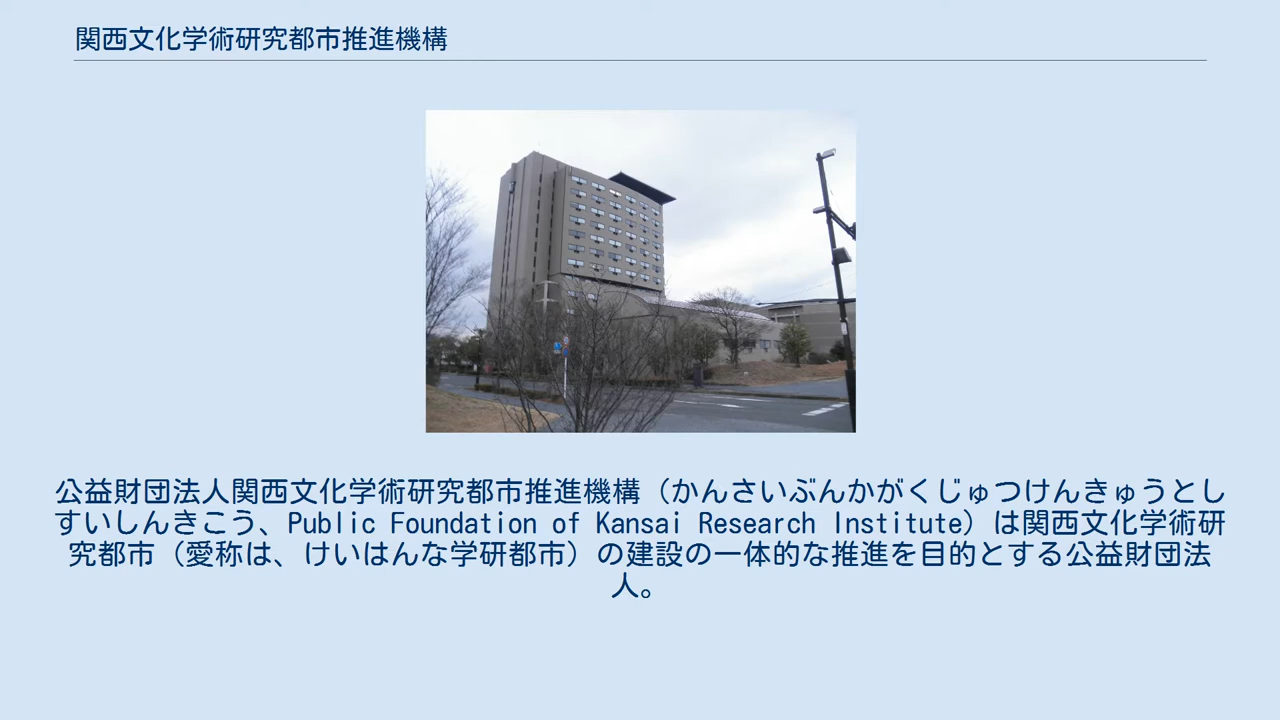 関西文化学術研究都市推進機構
公益財団法人関西文化学術研究都市推進機構（かんさいぶんかがくじゅつけんきゅうとし
すいしんきこう、Public Foundation of Kansai Research Institute）は関西文化学術研
究都市（愛称は、けいはんな学研都市）の建設の一体的な推進を目的とする公益財団法
人。